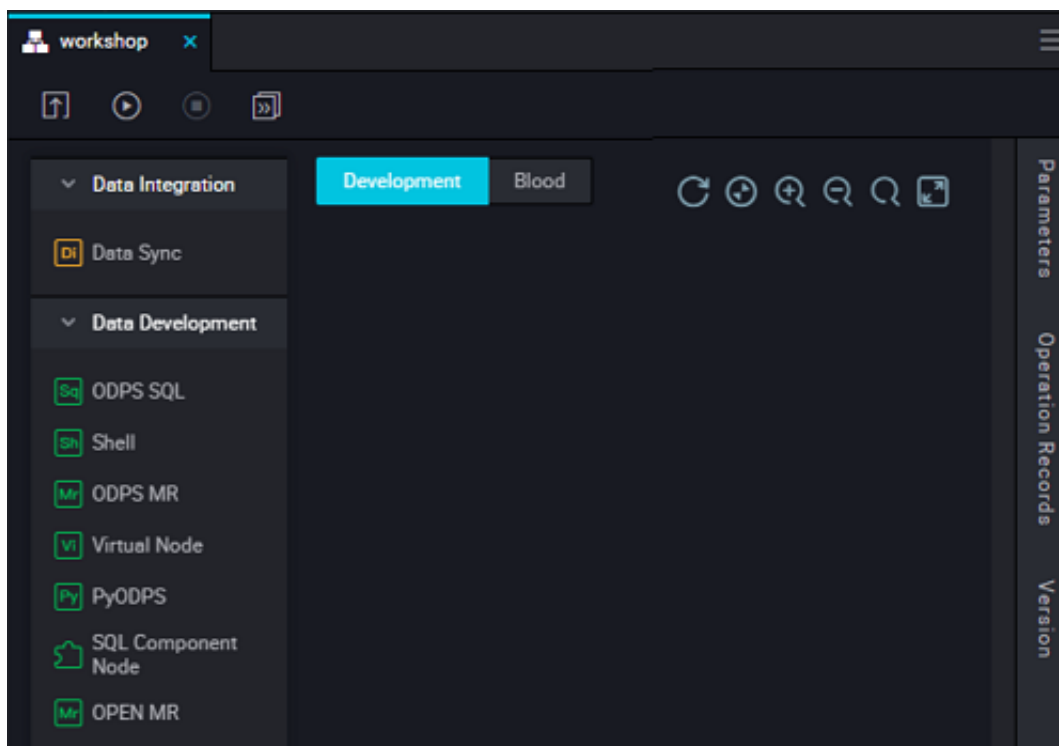 workshop
Data Integration
Development
Blood
Di Data Sync
Data Development
Sq ODPS SQL
Sh Shell
Mr ODPS MR
Vi Virtual Node
Py PyODPS
SQL Component
Node
Mr OPEN MR
Parameters
Operation Records
Version